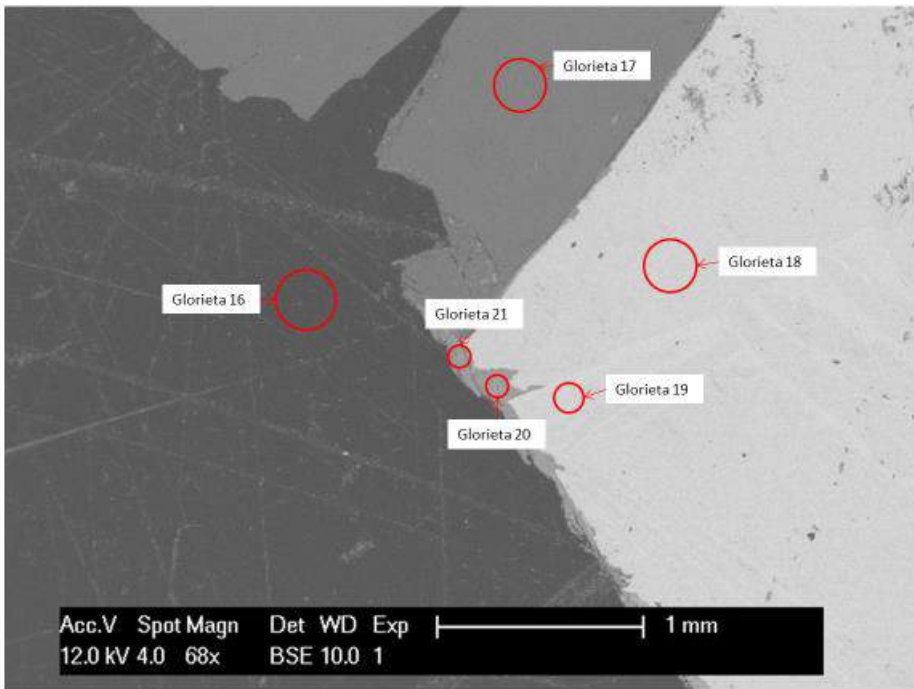 Glorieta 17
Glorieta 18
Glorieta 16
Glorieta 21
Glorieta 19
Glorieta 20
Acc.V Spot Magn Det WD Exp 1 mm
12.0 kV 4.0 68x BSE 10.0 1